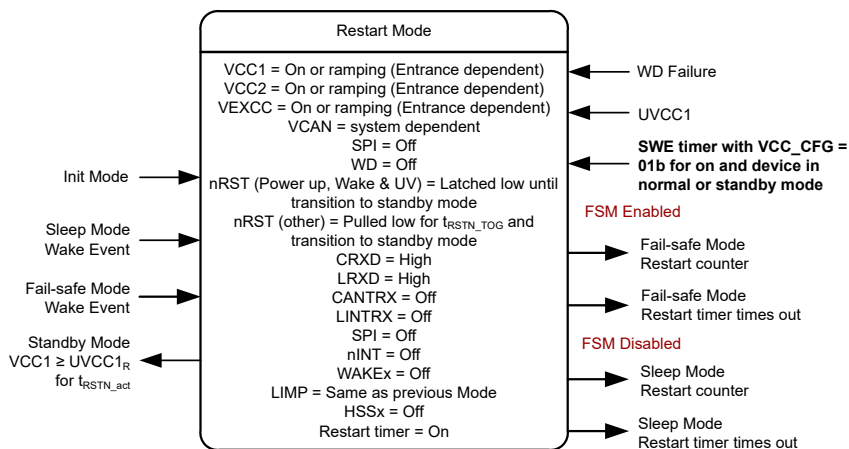 Restart Mode
VCC1 = On or ramping (Entrance dependent)
VCC2 = On or ramping (Entrance dependent)
VEXCC = On or ramping (Entrance dependent)
VCAN = system dependent
SPI = Off
WD = Off
nRST (Power up, Wake & UV) = Latched low until
transition to standby mode
nRST (other) = Pulled low for tRSTN_TOG and
transition to standby mode
CRXD = High
LRXD = High
CANTRX = Off
LINTRX = Off
SPI = Off
nINT = Off
WAKEx = Off
LIMP = Same as previous Mode
HSSx = Off
Restart timer = On
Init Mode
Sleep Mode
Wake Event
Fail-safe Mode
Wake Event
Standby Mode
VCC1 ≥ UVCC1R
for tRSTN_act
WD Failure
UVCC1
SWE timer with VCC_CFG =
01b for on and device in
normal or standby mode
FSM Enabled
Fail-safe Mode
Restart counter
Fail-safe Mode
Restart timer times out
FSM Disabled
Sleep Mode
Restart counter
Sleep Mode
Restart timer times out